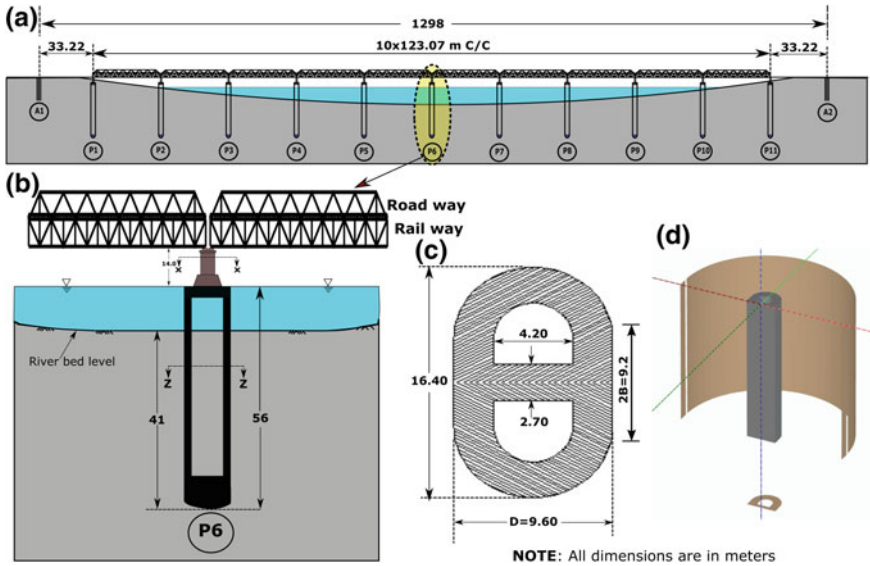 (a)
1298
33.22
10x123.07 m C/C
33.22
A1
P1
P2
P3
P4
P5
P6
P7
P8
P9
P10
P11
A2
(b)
Road way
Rail way
14.0
x
x
River bed level
Z
Z
41
56
P6
(c)
4.20
16.40
2B=9.2
2.70
D=9.60
(d)
NOTE: All dimensions are in meters